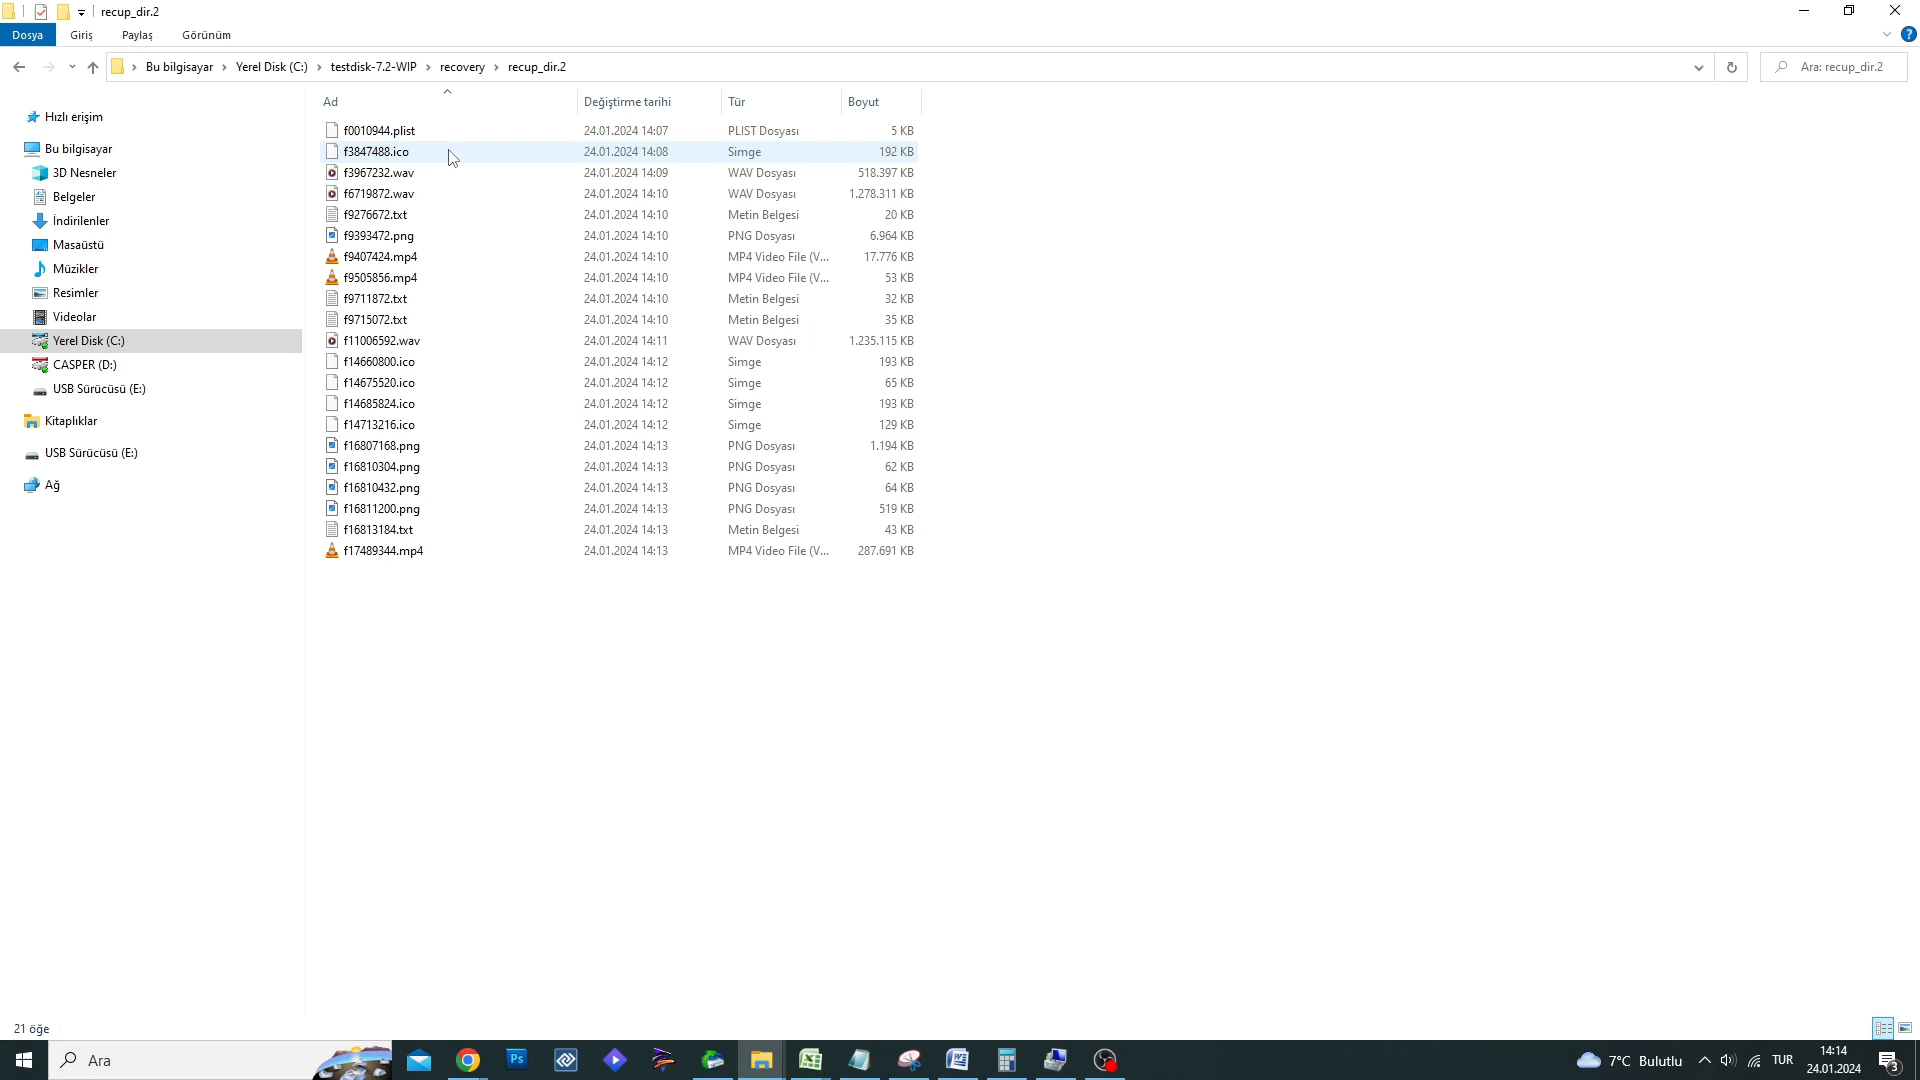 recup_dir.2
Dosya Giriş Paylaş Görünüm
Bu bilgisayar › Yerel Disk (C:) › testdisk-7.2-WIP › recovery › recup_dir.2
Ara: recup_dir.2
Hızlı erişim
Bu bilgisayar
3D Nesneler
Belgeler
İndirilenler
Masaüstü
Müzikler
Resimler
Videolar
Yerel Disk (C:)
CASPER (D:)
USB Sürücüsü (E:)
Kitaplıklar
USB Sürücüsü (E:)
Ağ
Ad Değiştirme tarihi Tür Boyut
f0010944.plist 24.01.2024 14:07 PLIST Dosyası 5 KB
f3847488.ico 24.01.2024 14:08 Simge 192 KB
f3967232.wav 24.01.2024 14:09 WAV Dosyası 518.397 KB
f6719872.wav 24.01.2024 14:10 WAV Dosyası 1.278.311 KB
f9276672.txt 24.01.2024 14:10 Metin Belgesi 20 KB
f9393472.png 24.01.2024 14:10 PNG Dosyası 6.964 KB
f9407424.mp4 24.01.2024 14:10 MP4 Video File (V... 17.776 KB
f9505856.mp4 24.01.2024 14:10 MP4 Video File (V... 53 KB
f9711872.txt 24.01.2024 14:10 Metin Belgesi 32 KB
f9715072.txt 24.01.2024 14:10 Metin Belgesi 35 KB
f11006592.wav 24.01.2024 14:11 WAV Dosyası 1.235.115 KB
f14660800.ico 24.01.2024 14:12 Simge 193 KB
f14675520.ico 24.01.2024 14:12 Simge 65 KB
f14685824.ico 24.01.2024 14:12 Simge 193 KB
f14713216.ico 24.01.2024 14:12 Simge 129 KB
f16807168.png 24.01.2024 14:13 PNG Dosyası 1.194 KB
f16810304.png 24.01.2024 14:13 PNG Dosyası 62 KB
f16810432.png 24.01.2024 14:13 PNG Dosyası 64 KB
f16811200.png 24.01.2024 14:13 PNG Dosyası 519 KB
f16813184.txt 24.01.2024 14:13 Metin Belgesi 43 KB
f17489344.mp4 24.01.2024 14:13 MP4 Video File (V... 287.691 KB
21 öğe
Ara
Ps
7°C Bulutlu
TUR
14:14
24.01.2024
3